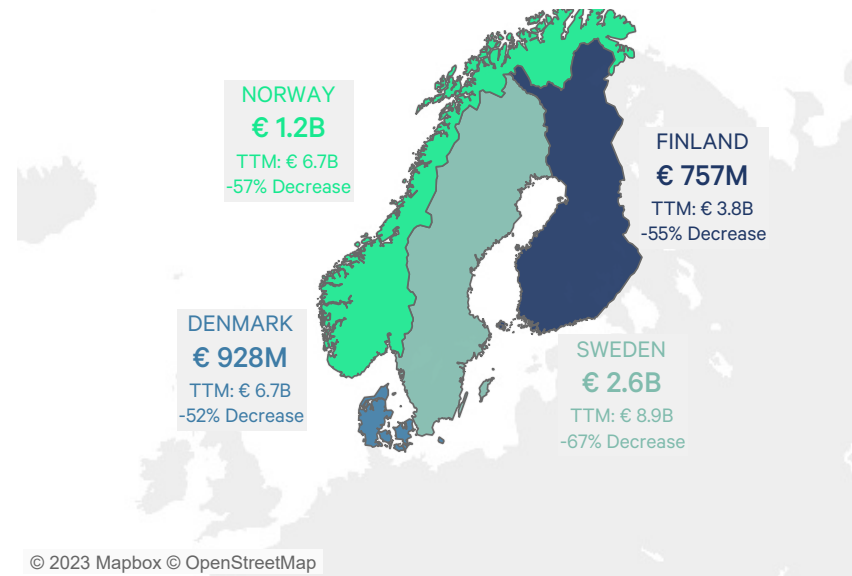 NORWAY
€ 1.2B
TTM: € 6.7B
-57% Decrease
FINLAND
€ 757M
TTM: € 3.8B
-55% Decrease
DENMARK
€ 928M
TTM: € 6.7B
-52% Decrease
SWEDEN
€ 2.6B
TTM: € 8.9B
-67% Decrease
© 2023 Mapbox © OpenStreetMap